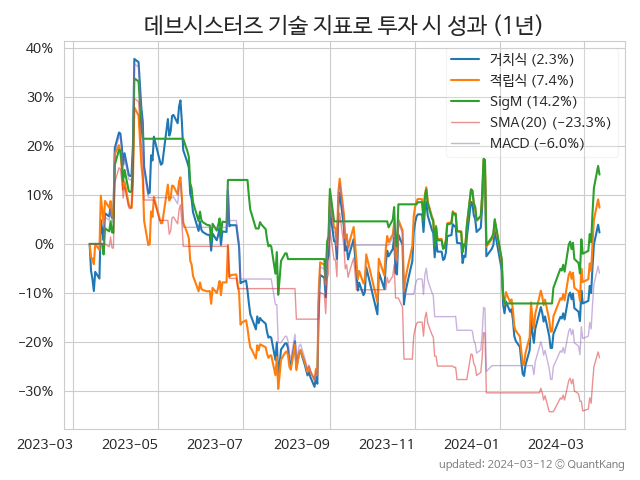 데브시스터즈 기술 지표로 투자 시 성과 (1년)
거치식 (2.3%)
적립식 (7.4%)
SigM (14.2%)
SMA(20) (−23.3%)
MACD (−6.0%)
40%
30%
20%
10%
0%
−10%
−20%
−30%
2023-03 2023-05 2023-07 2023-09 2023-11 2024-01 2024-03
updated: 2024-03-12 © QuantKang